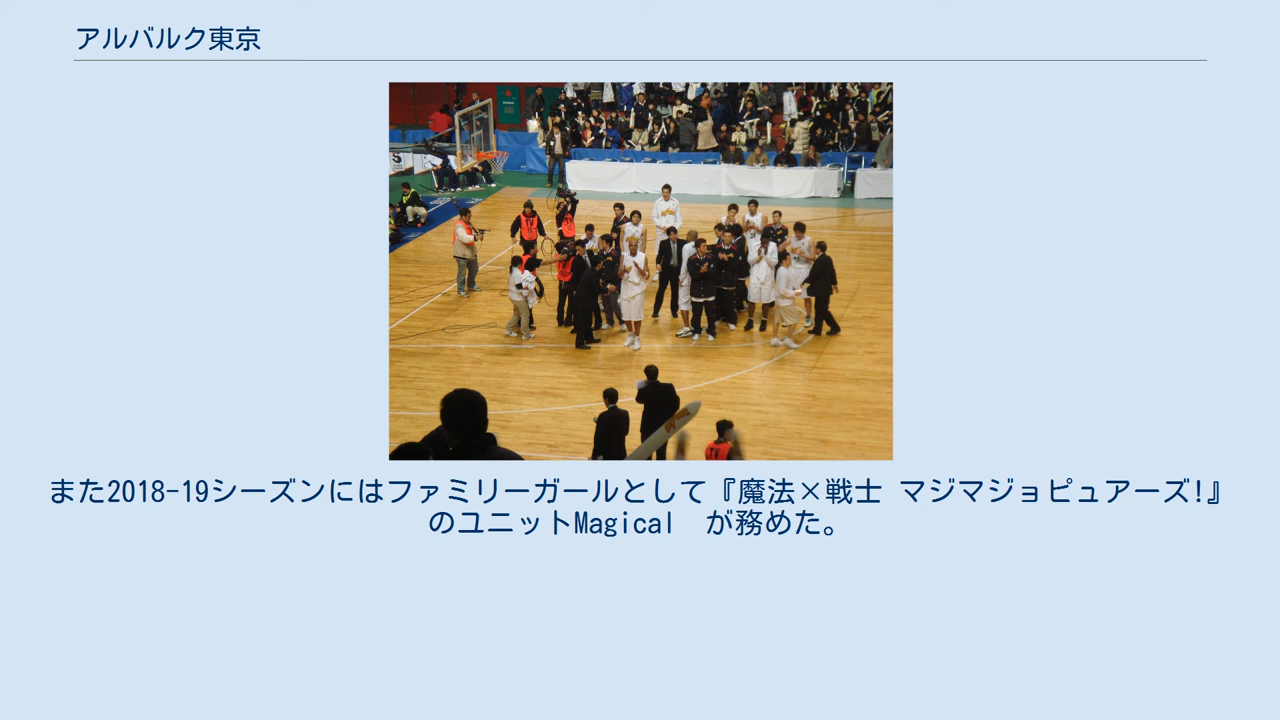 アルバルク東京
また2018-19シーズンにはファミリーガールとして『魔法×戦士 マジマジョピュアーズ!』
のユニットMagical　が務めた。